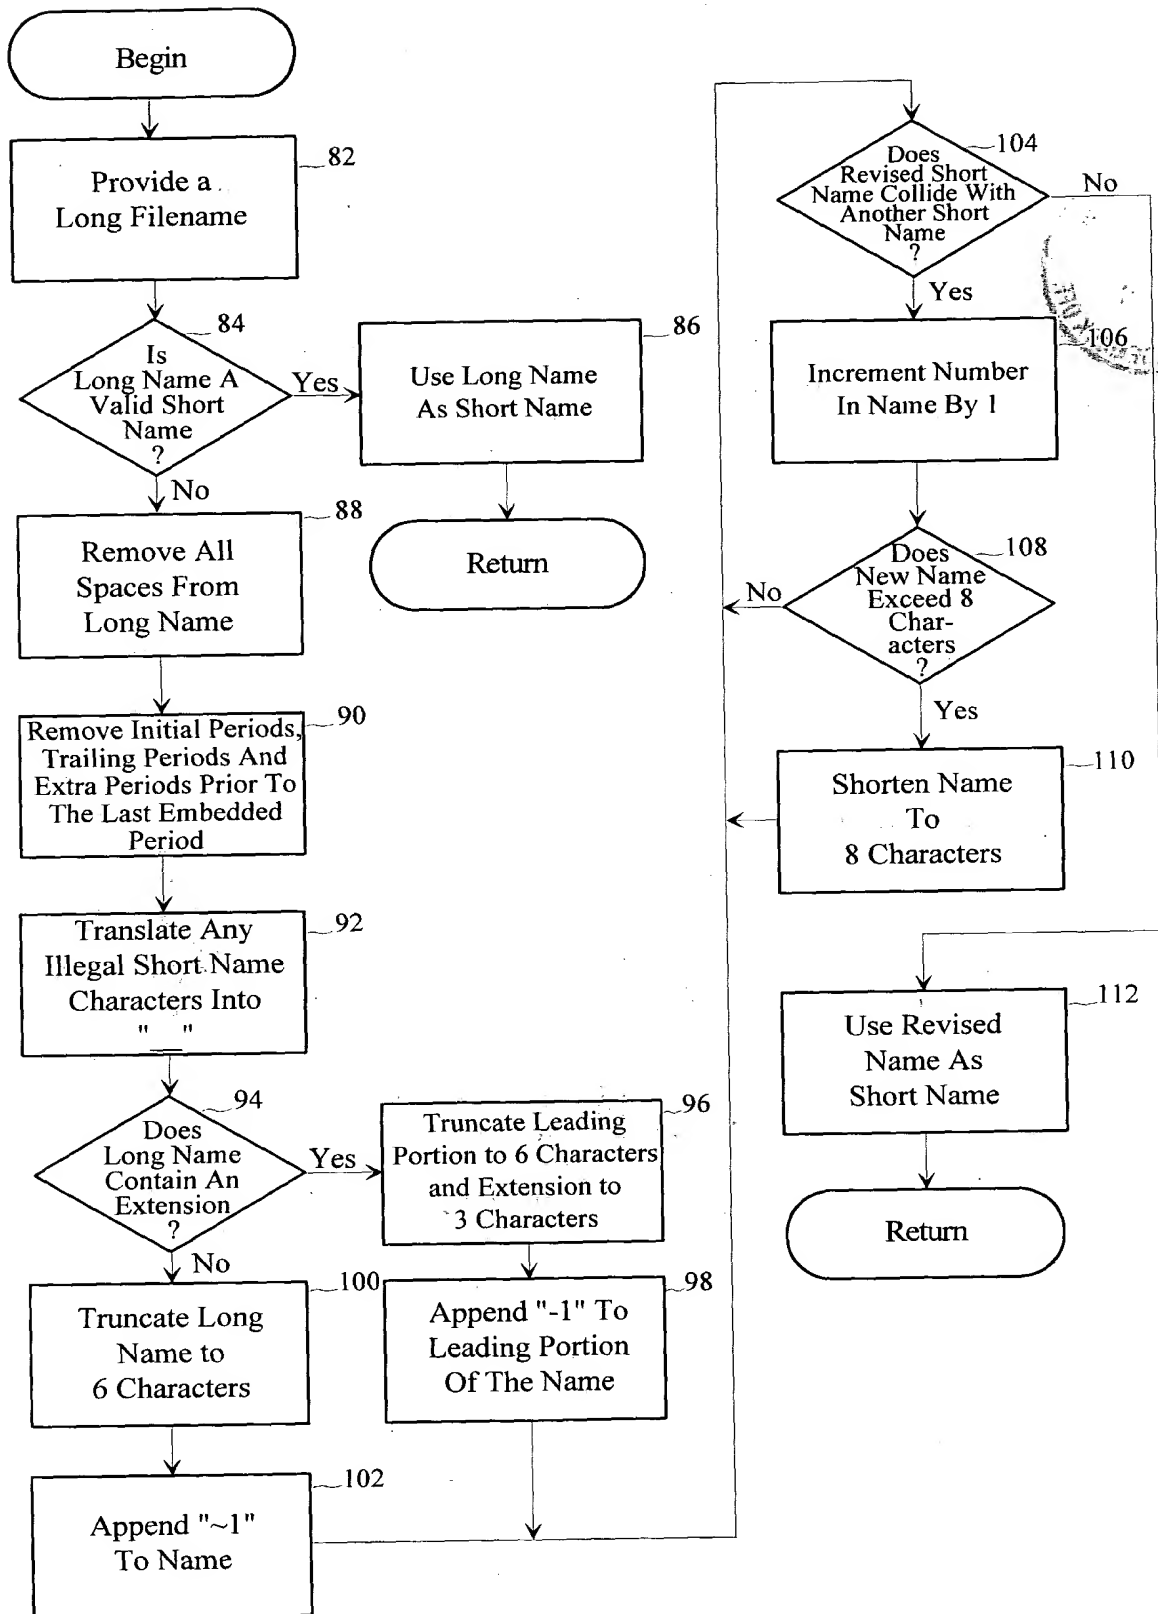 Begin
82
Provide a
Long Filename
84
Is
Long Name A
Valid Short
Name
?
Yes
86
Use Long Name
As Short Name
Return
No
88
Remove All
Spaces From
Long Name
90
Remove Initial Periods,
Trailing Periods And
Extra Periods Prior To
The Last Embedded
Period
92
Translate Any
Illegal Short Name
Characters Into
"__"
94
Does
Long Name
Contain An
Extension
?
Yes
96
Truncate Leading
Portion to 6 Characters
and Extension to
3 Characters
98
Append "-1" To
Leading Portion
Of The Name
No
100
Truncate Long
Name to
6 Characters
102
Append "~1"
To Name
104
Does
Revised Short
Name Collide With
Another Short
Name
?
No
Yes
106
Increment Number
In Name By 1
108
Does
New Name
Exceed 8
Char-
acters
?
No
Yes
110
Shorten Name
To
8 Characters
112
Use Revised
Name As
Short Name
Return